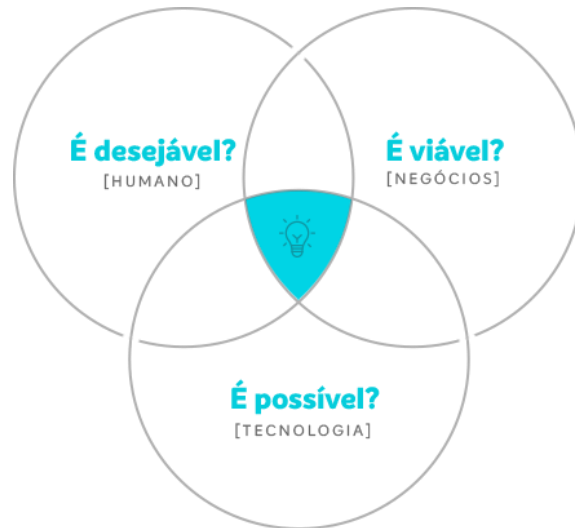 É desejável?
[HUMANO]
É viável?
[NEGÓCIOS]
É possível?
[TECNOLOGIA]